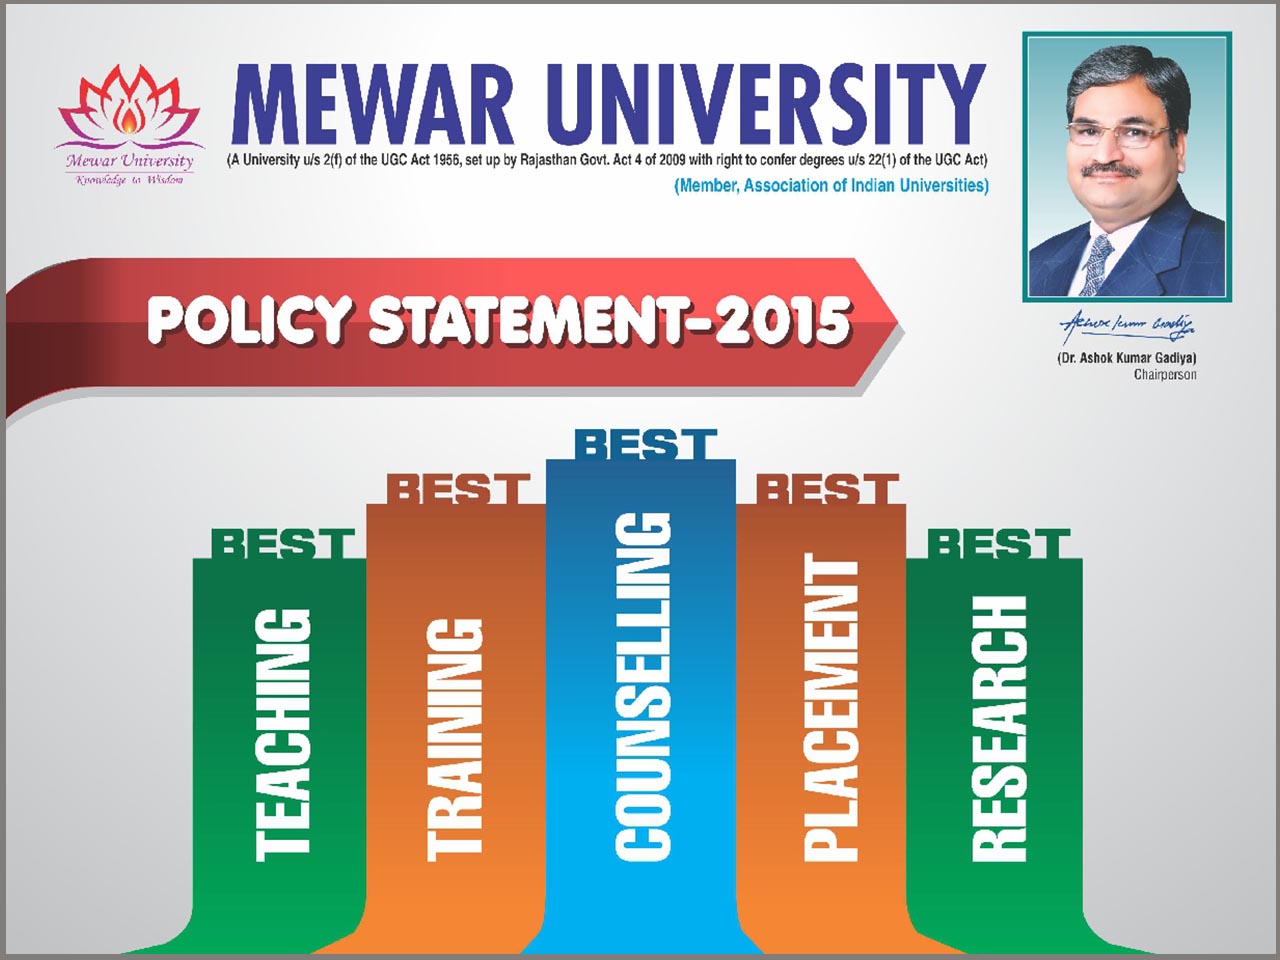 Mewar University
Knowledge to Wisdom
MEWAR UNIVERSITY
(A University u/s 2(f) of the UGC Act 1956, set up by Rajasthan Govt. Act 4 of 2009 with right to confer degrees u/s 22(1) of the UGC Act)
(Member, Association of Indian Universities)
Ashok Kumar Gadiya
(Dr. Ashok Kumar Gadiya)
Chairperson
POLICY STATEMENT-2015
BEST
TEACHING
BEST
TRAINING
BEST
COUNSELLING
BEST
PLACEMENT
BEST
RESEARCH